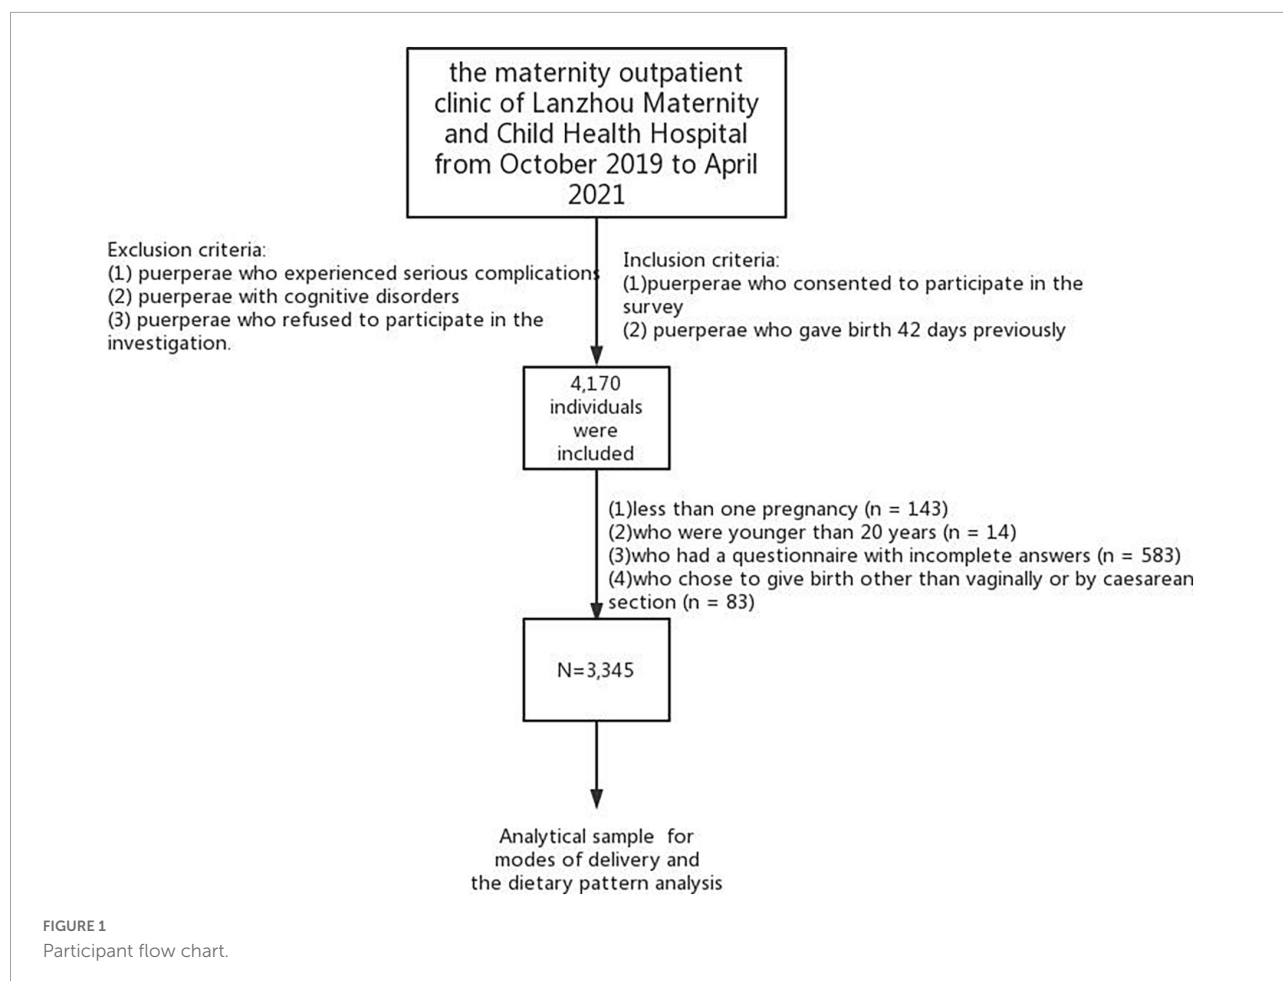 the maternity outpatient
clinic of Lanzhou Maternity
and Child Health Hospital
from October 2019 to April
2021
Exclusion criteria:
(1) puerperae who experienced serious complications
(2) puerperae with cognitive disorders
(3) puerperae who refused to participate in the
investigation.
Inclusion criteria:
(1)puerperae who consented to participate in the
survey
(2) puerperae who gave birth 42 days previously
4,170
individuals
were
included
(1)less than one pregnancy (n = 143)
(2)who were younger than 20 years (n = 14)
(3)who had a questionnaire with incomplete answers (n = 583)
(4)who chose to give birth other than vaginally or by caesarean
section (n = 83)
N=3,345
Analytical sample for
modes of delivery and
the dietary pattern analysis
FIGURE 1
Participant flow chart.